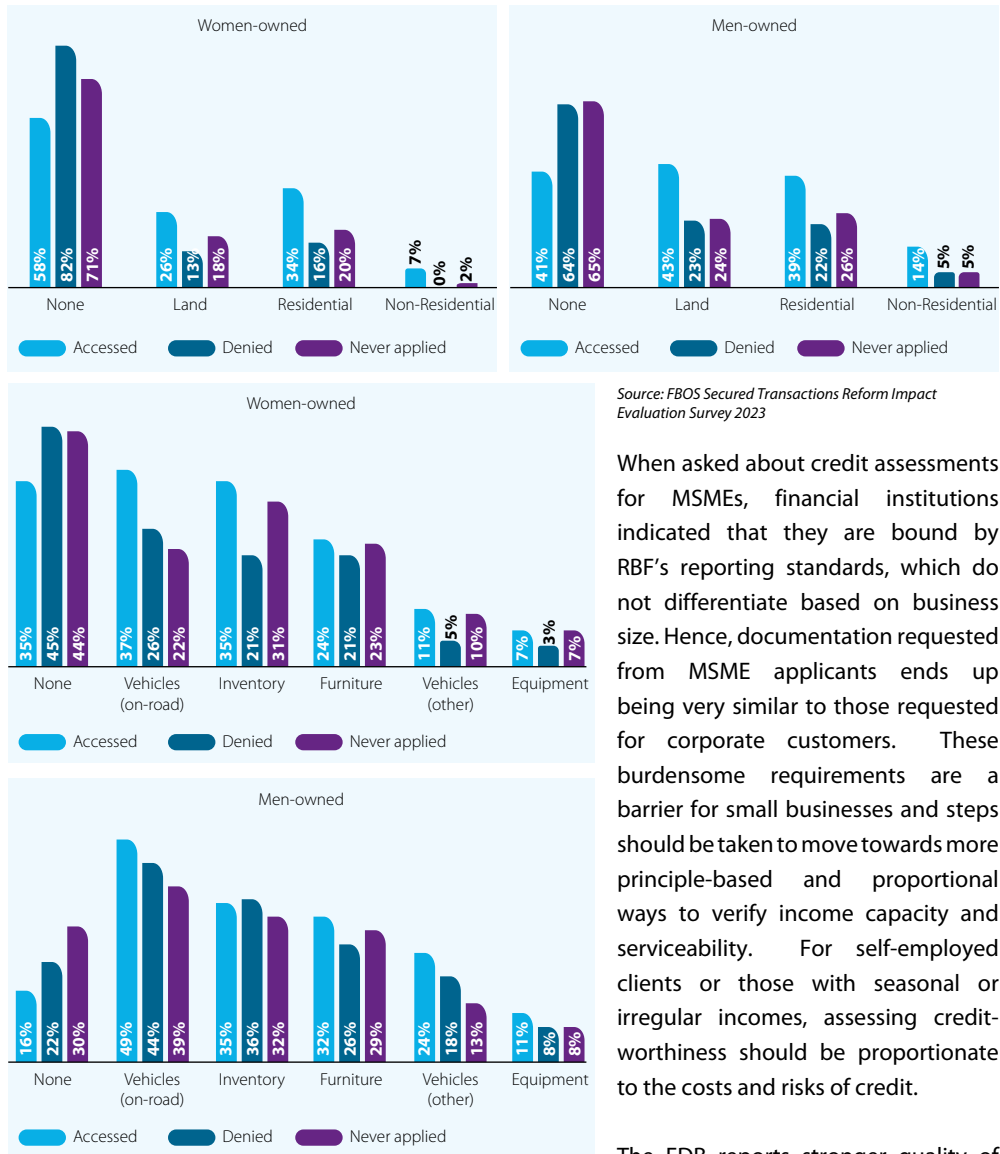 Women-owned
58% 82% 71% 26% 13% 18% 34% 16% 20% 7% 0% 2%
None Land Residential Non-Residential
Accessed Denied Never applied
Men-owned
41% 64% 65% 43% 23% 24% 39% 22% 26% 14% 5% 5%
None Land Residential Non-Residential
Accessed Denied Never applied
Women-owned
35% 45% 44% 37% 26% 22% 35% 21% 31% 24% 21% 23% 11% 5% 10% 7% 3% 7%
None Vehicles Inventory Furniture Vehicles Equipment
(on-road) (other)
Accessed Denied Never applied
Men-owned
16% 22% 30% 49% 44% 39% 35% 36% 32% 32% 26% 29% 24% 18% 13% 11% 8% 8%
None Vehicles Inventory Furniture Vehicles Equipment
(on-road) (other)
Accessed Denied Never applied
Source: FBOS Secured Transactions Reform Impact
Evaluation Survey 2023
When asked about credit assessments
for MSMEs, financial institutions
indicated that they are bound by
RBF's reporting standards, which do
not differentiate based on business
size. Hence, documentation requested
from MSME applicants ends up
being very similar to those requested
for corporate customers. These
burdensome requirements are a
barrier for small businesses and steps
should be taken to move towards more
principle-based and proportional
ways to verify income capacity and
serviceability. For self-employed
clients or those with seasonal or
irregular incomes, assessing credit-
worthiness should be proportionate
to the costs and risks of credit.
The FDB reports stronger quality of